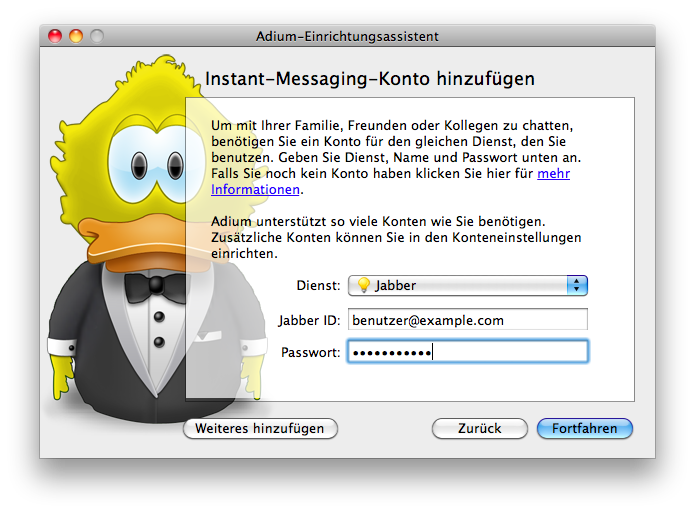 Adium-Einrichtungsassistent
Instant-Messaging-Konto hinzufügen
Um mit Ihrer Familie, Freunden oder Kollegen zu chatten,
benötigen Sie ein Konto für den gleichen Dienst, den Sie
benutzen. Geben Sie Dienst, Name und Passwort unten an.
Falls Sie noch kein Konto haben klicken Sie hier für mehr
Informationen.
Adium unterstützt so viele Konten wie Sie benötigen.
Zusätzliche Konten können Sie in den Konteneinstellungen
einrichten.
Dienst: Jabber
Jabber ID: benutzer@example.com
Passwort: •••••••••••
Weiteres hinzufügen Zurück Fortfahren